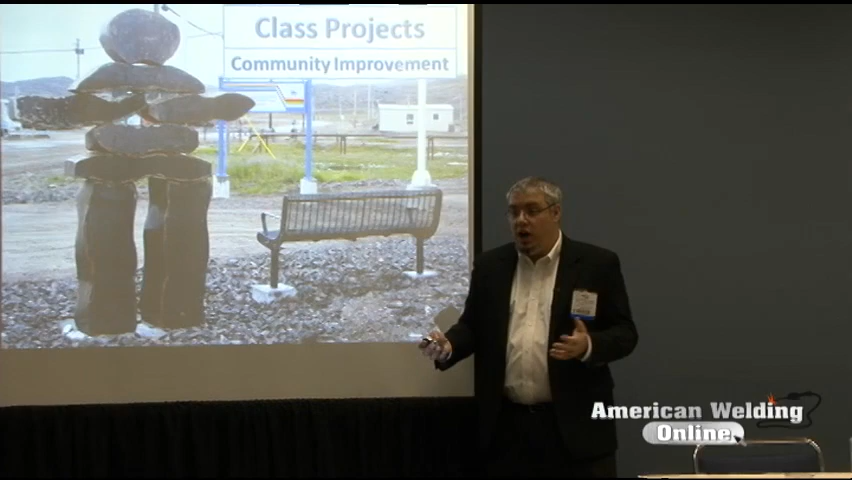 Class Projects
Community Improvement
American Welding
Online